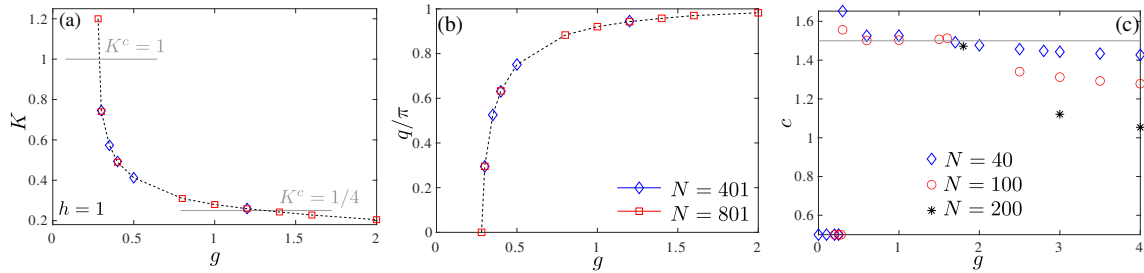 (a)
K^c = 1
K^c = 1/4
h = 1
K
1.2
1
0.8
0.6
0.4
0.2
0 0.5 1 1.5 2
g
(b)
q/π
1
0.8
0.6
0.4
0.2
0
0 0.5 1 1.5 2
g
N = 401
N = 801
(c)
c
1.6
1.4
1.2
1
0.8
0.6
0 1 2 3 4
g
N = 40
N = 100
N = 200